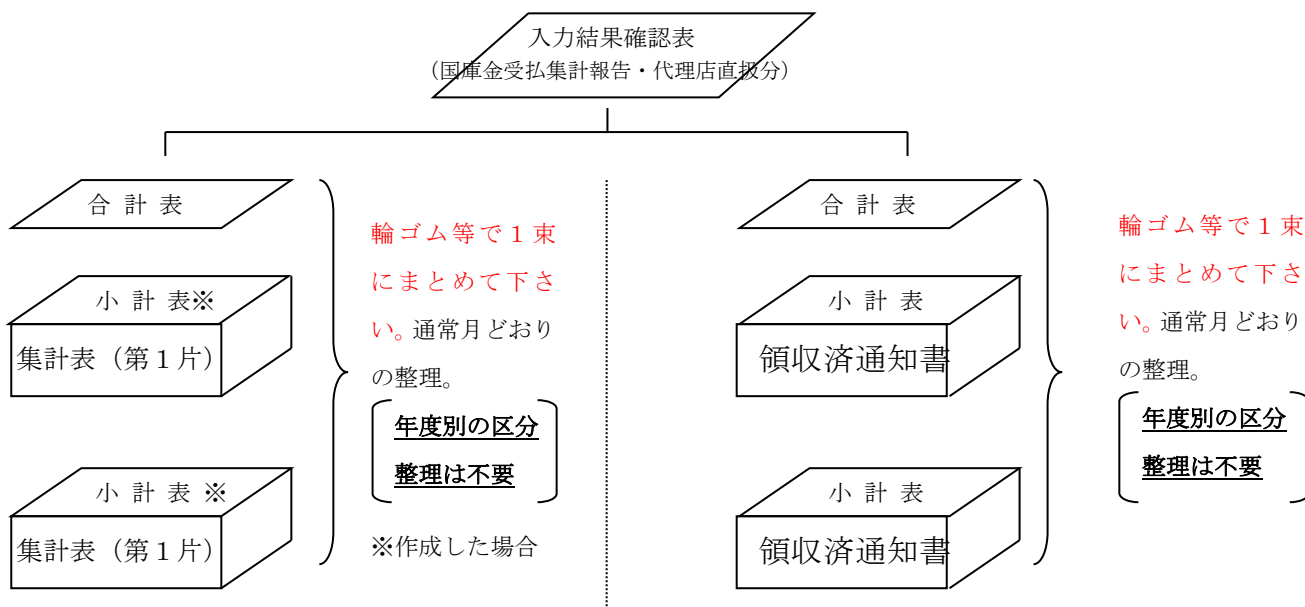 入力結果確認表
（国庫金受払集計報告・代理店直扱分）
合 計 表
小 計 表※
集計表（第１片）
小 計 表 ※
集計表（第１片）
輪ゴム等で１束
にまとめて下さ
い。通常月どおり
の整理。
年度別の区分
整理は不要
※作成した場合
合 計 表
小 計 表
領収済通知書
小 計 表
領収済通知書
輪ゴム等で１束
にまとめて下さ
い。通常月どおり
の整理。
年度別の区分
整理は不要